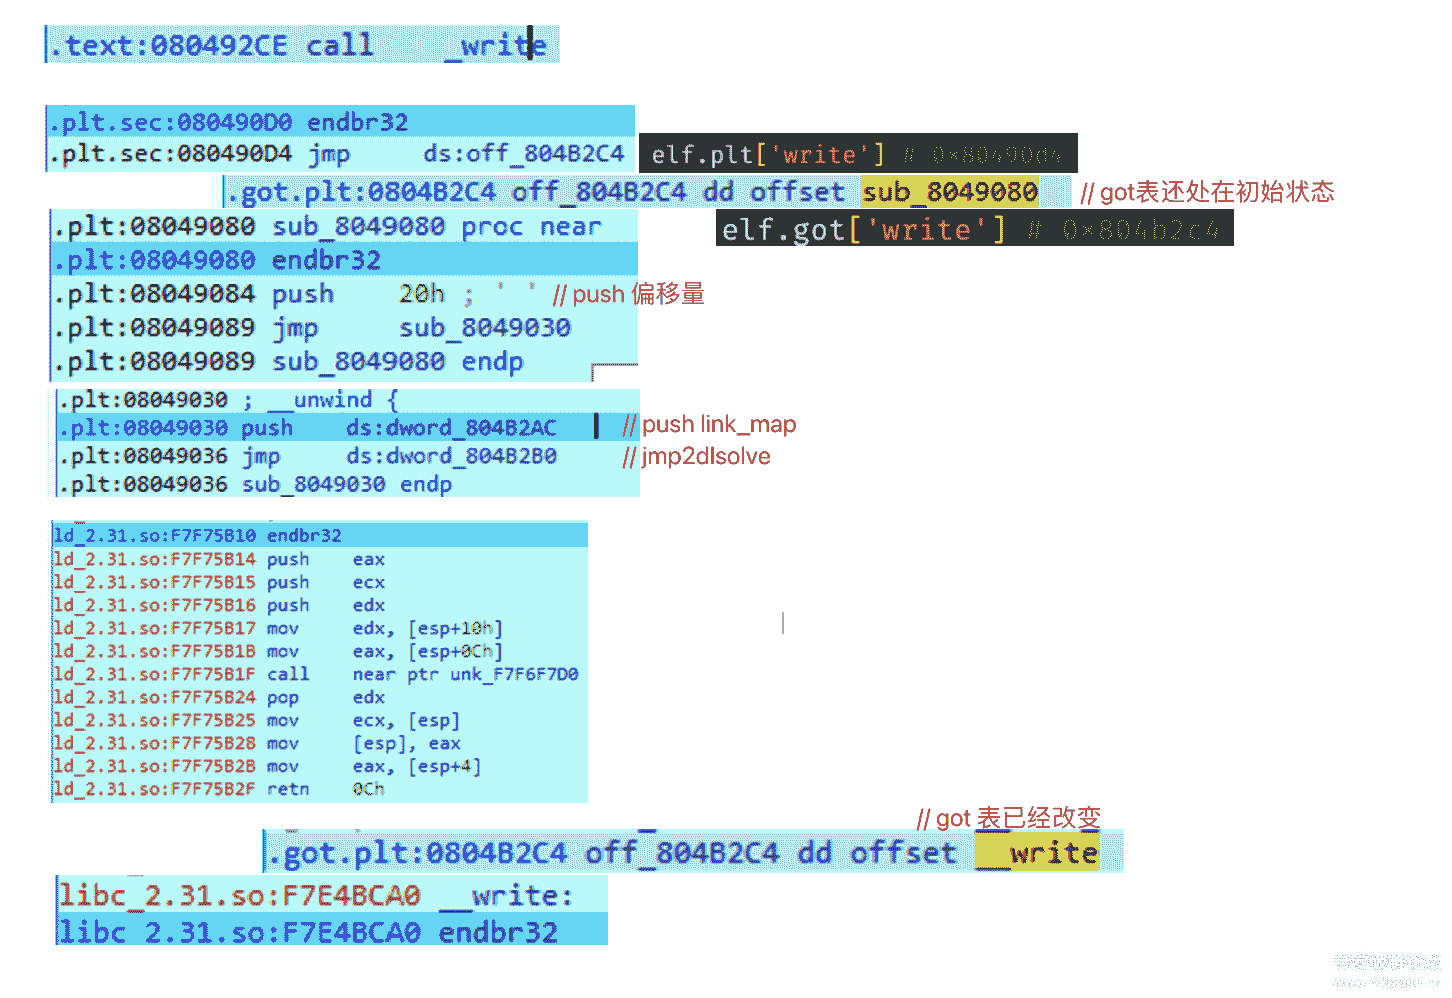 .text:080492CE call _write
.plt.sec:080490D0 endbr32
.plt.sec:080490D4 jmp ds:off_804B2C4 elf.plt['write'] # 0×80490d4
.got.plt:0804B2C4 off_804B2C4 dd offset sub_8049080 // got表还处在初始状态
.plt:08049080 sub_8049080 proc near elf.got['write'] # 0×804b2c4
.plt:08049080 endbr32
.plt:08049084 push 20h ; ' ' // push 偏移量
.plt:08049089 jmp sub_8049030
.plt:08049089 sub_8049080 endp
.plt:08049030 ; __unwind {
.plt:08049030 push ds:dword_804B2AC // push link_map
.plt:08049036 jmp ds:dword_804B2B0 // jmp2dlsolve
.plt:08049036 sub_8049030 endp
ld_2.31.so:F7F75B10 endbr32
ld_2.31.so:F7F75B14 push eax
ld_2.31.so:F7F75B15 push ecx
ld_2.31.so:F7F75B16 push edx
ld_2.31.so:F7F75B17 mov edx, [esp+10h]
ld_2.31.so:F7F75B1B mov eax, [esp+0Ch]
ld_2.31.so:F7F75B1F call near ptr unk_F7F6F7D0
ld_2.31.so:F7F75B24 pop edx
ld_2.31.so:F7F75B25 mov ecx, [esp]
ld_2.31.so:F7F75B28 mov [esp], eax
ld_2.31.so:F7F75B2B mov eax, [esp+4]
ld_2.31.so:F7F75B2F retn 0Ch
// got 表已经改变
.got.plt:0804B2C4 off_804B2C4 dd offset __write
libc_2.31.so:F7E4BCA0 __write:
libc_2.31.so:F7E4BCA0 endbr32